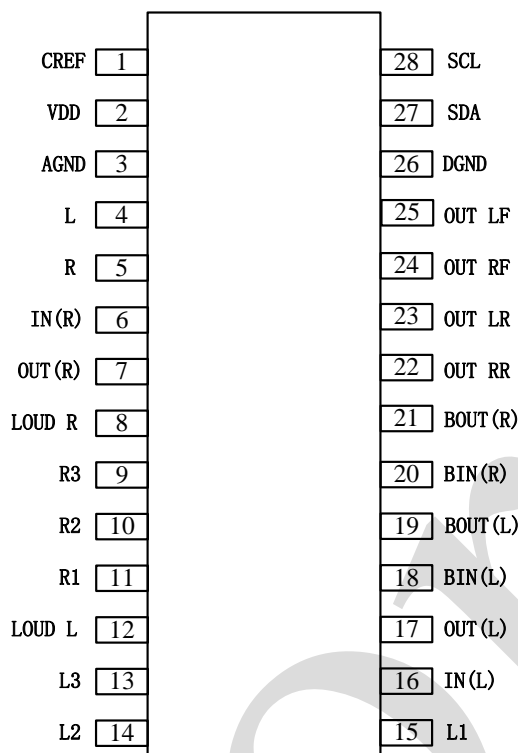 CREF 1 28 SCL
VDD 2 27 SDA
AGND 3 26 DGND
L 4 25 OUT LF
R 5 24 OUT RF
IN(R) 6 23 OUT LR
OUT(R) 7 22 OUT RR
LOUD R 8 21 BOUT(R)
R3 9 20 BIN(R)
R2 10 19 BOUT(L)
R1 11 18 BIN(L)
LOUD L 12 17 OUT(L)
L3 13 16 IN(L)
L2 14 15 L1